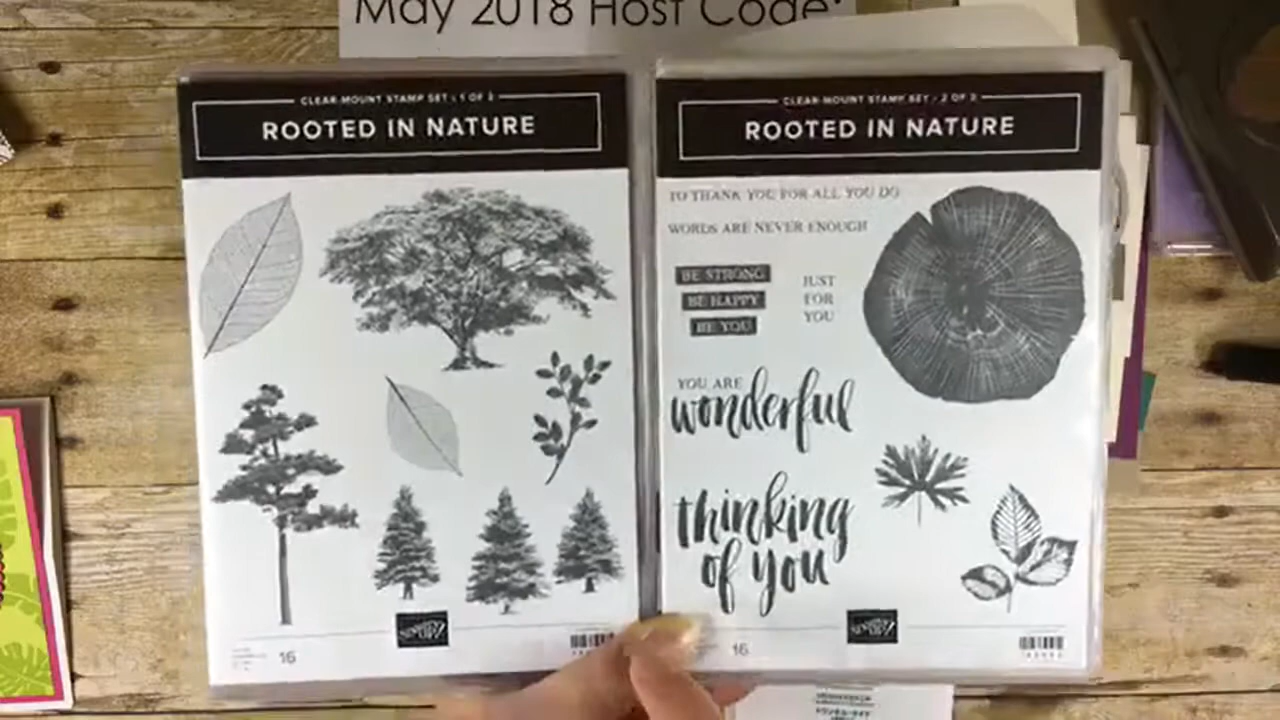 May 2018 Host Code:
CLEAR-MOUNT STAMP SET • 1 OF 2
ROOTED IN NATURE
16
CLEAR-MOUNT STAMP SET • 2 OF 2
ROOTED IN NATURE
TO THANK YOU FOR ALL YOU DO
WORDS ARE NEVER ENOUGH
BE STRONG
BE HAPPY
BE YOU
JUST
FOR
YOU
YOU ARE
wonderful
thinking
of you
16